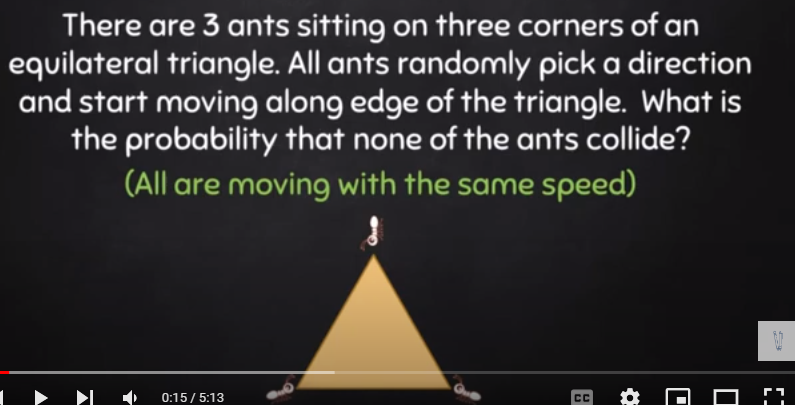 There are 3 ants sitting on three corners of an
equilateral triangle. All ants randomly pick a direction
and start moving along edge of the triangle. What is
the probability that none of the ants collide?
(All are moving with the same speed)
0:15 / 5:13
CC